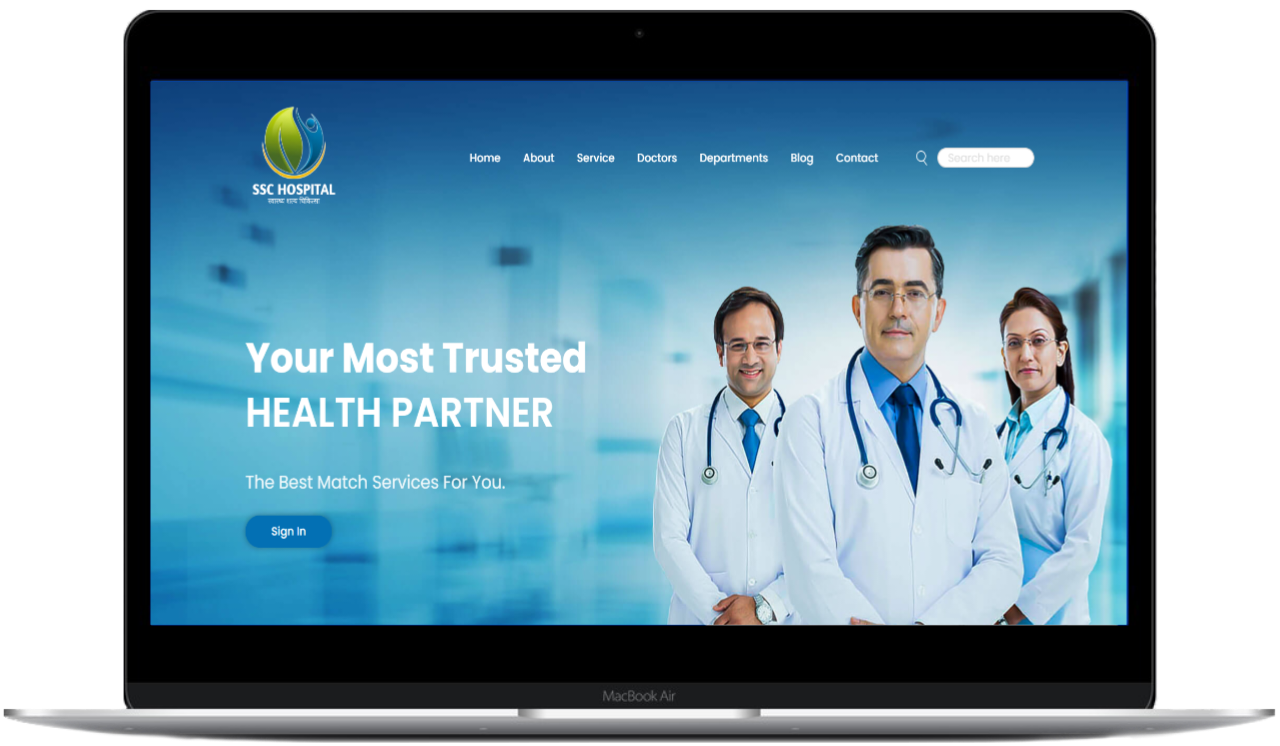 SSC HOSPITAL
Home About Service Doctors Departments Blog Contact Search here
Your Most Trusted
HEALTH PARTNER
The Best Match Services For You.
Sign In
MacBook Air